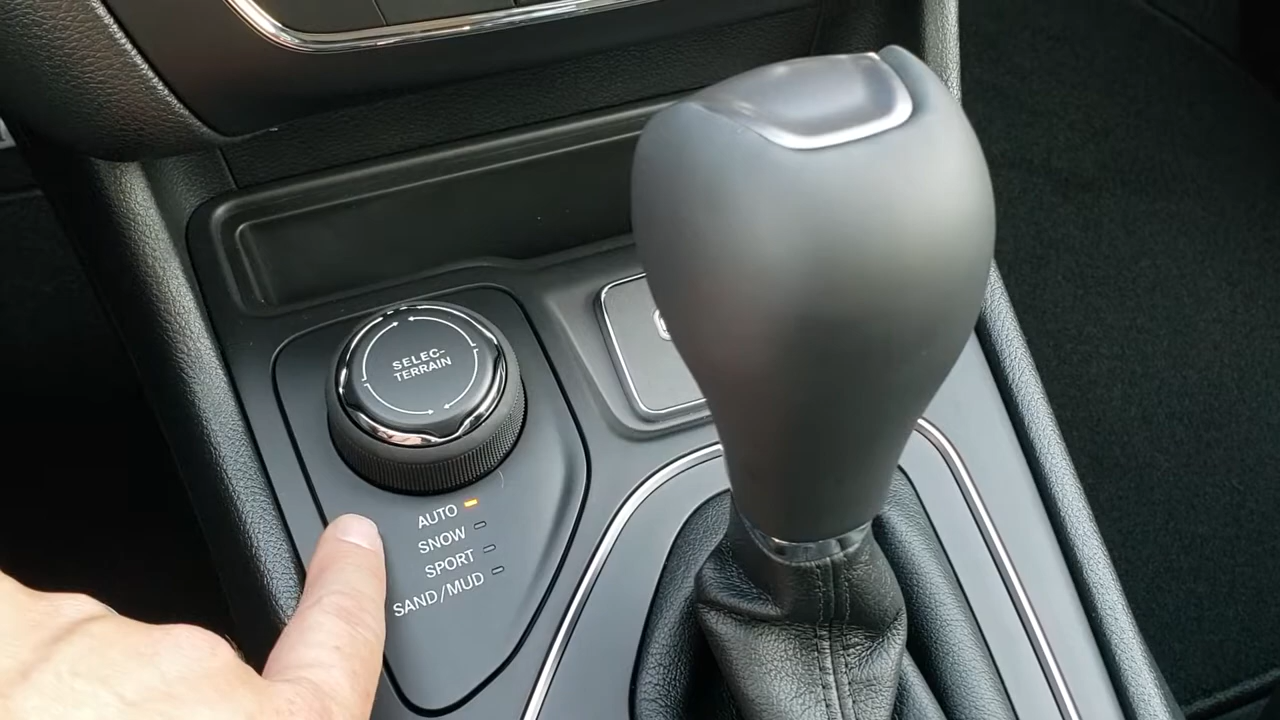 SELEC-
TERRAIN
AUTO
SNOW
SPORT
SAND/MUD